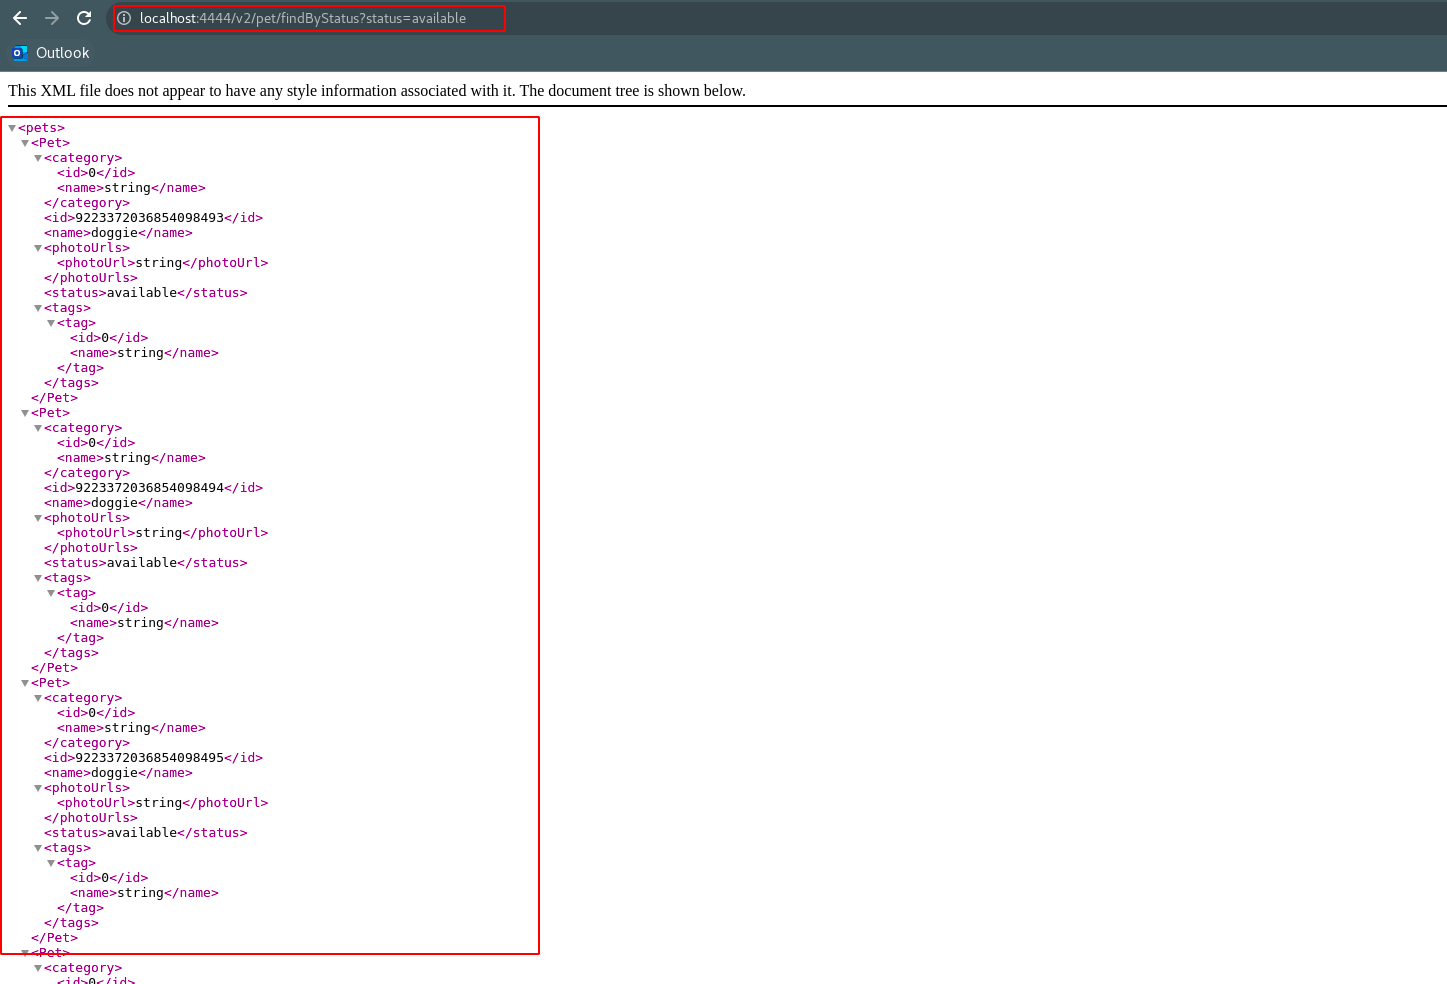 localhost:4444/v2/pet/findByStatus?status=available
Outlook
This XML file does not appear to have any style information associated with it. The document tree is shown below.
<pets>
<Pet>
<category>
<id>0</id>
<name>string</name>
</category>
<id>9223372036854098493</id>
<name>doggie</name>
<photoUrls>
<photoUrl>string</photoUrl>
</photoUrls>
<status>available</status>
<tags>
<tag>
<id>0</id>
<name>string</name>
</tag>
</tags>
</Pet>
<Pet>
<category>
<id>0</id>
<name>string</name>
</category>
<id>9223372036854098494</id>
<name>doggie</name>
<photoUrls>
<photoUrl>string</photoUrl>
</photoUrls>
<status>available</status>
<tags>
<tag>
<id>0</id>
<name>string</name>
</tag>
</tags>
</Pet>
<Pet>
<category>
<id>0</id>
<name>string</name>
</category>
<id>9223372036854098495</id>
<name>doggie</name>
<photoUrls>
<photoUrl>string</photoUrl>
</photoUrls>
<status>available</status>
<tags>
<tag>
<id>0</id>
<name>string</name>
</tag>
</tags>
</Pet>
<Pet>
<category>
<id>0</id>